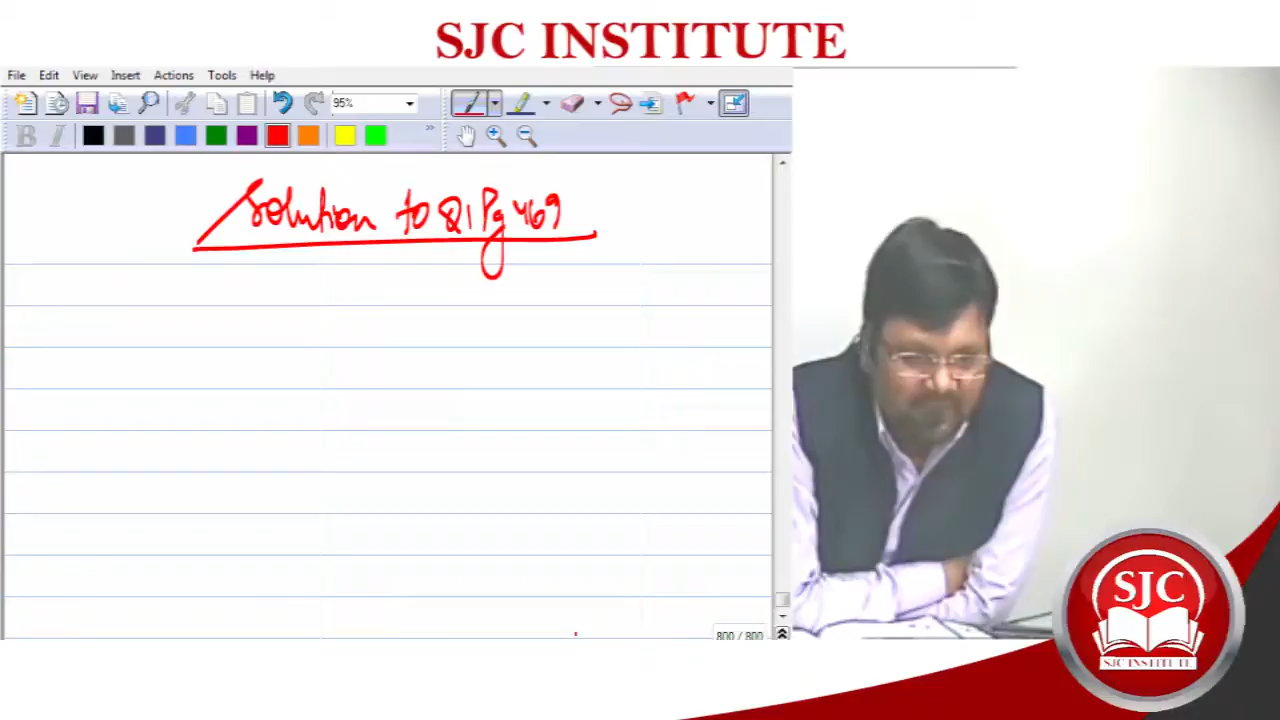 SJC INSTITUTE
File Edit View Insert Actions Tools Help
95%
B I
Solution to Q1 Pg 469
800 / 800
SJC
SJC INSTITUTE